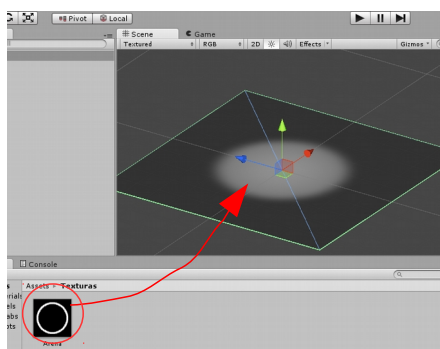 Pivot Local
Scene Game
Textured RGB 2D Effects Gizmos
Console
Assets Texturas
Arena